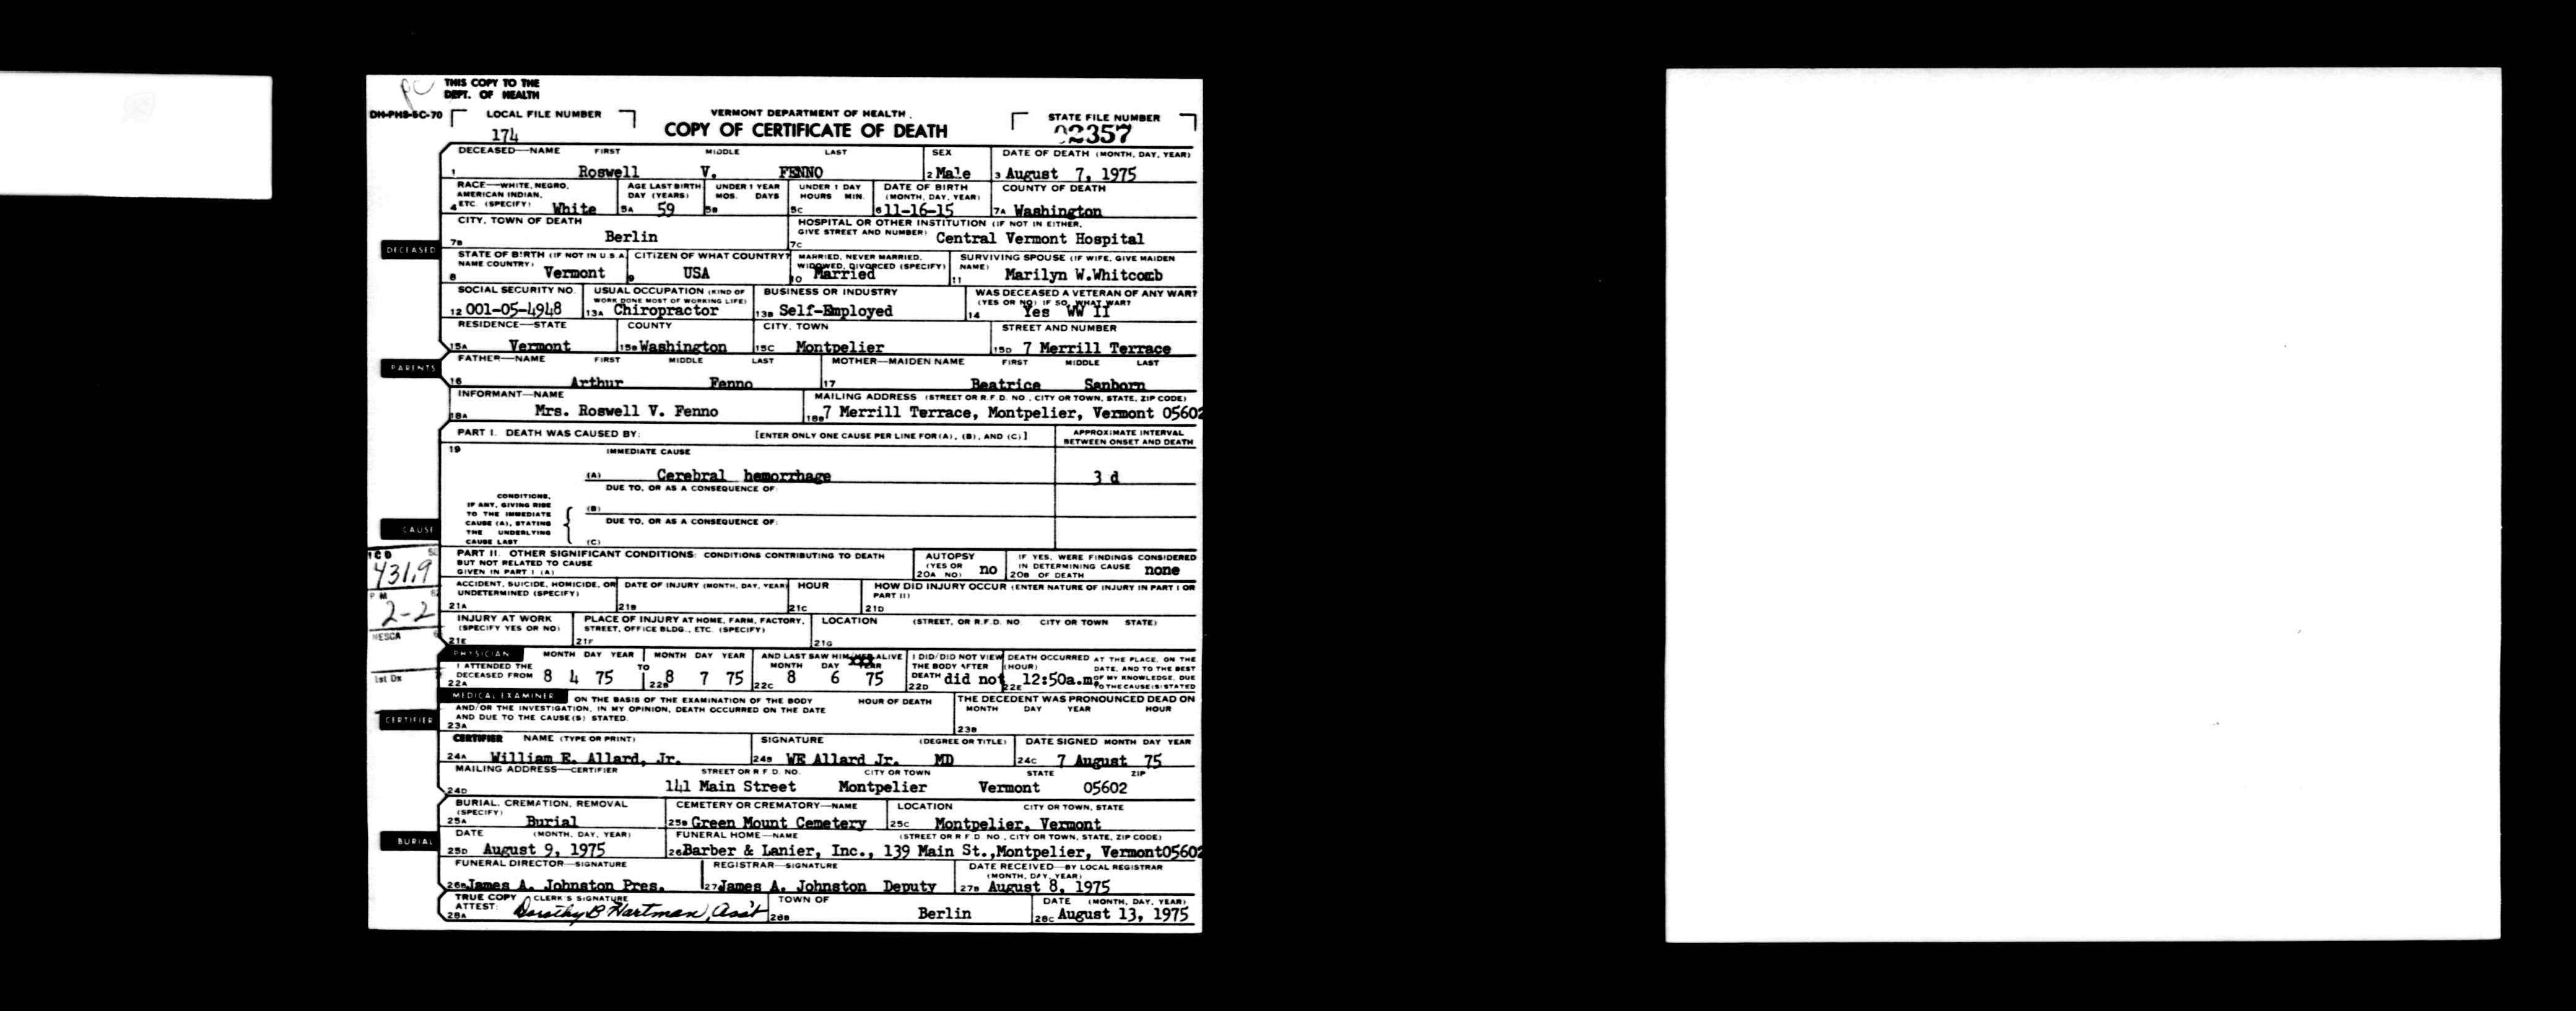 pc THIS COPY TO THE
DEPT. OF HEALTH
DH-PHS-5C-70 LOCAL FILE NUMBER VERMONT DEPARTMENT OF HEALTH STATE FILE NUMBER
174 COPY OF CERTIFICATE OF DEATH 02357
DECEASED—NAME FIRST MIDDLE LAST SEX DATE OF DEATH (MONTH, DAY, YEAR)
1 Roswell V. FENNO 2 Male 3 August 7, 1975
RACE—WHITE, NEGRO, AGE LAST BIRTH UNDER 1 YEAR UNDER 1 DAY DATE OF BIRTH COUNTY OF DEATH
AMERICAN INDIAN, DAY (YEARS) MOS. DAYS HOURS MIN. (MONTH, DAY, YEAR)
4 ETC. (SPECIFY) White 5A 59 5B 5C 6 11-16-15 7A Washington
CITY, TOWN OF DEATH HOSPITAL OR OTHER INSTITUTION (IF NOT IN EITHER,
7B Berlin GIVE STREET AND NUMBER) 7C Central Vermont Hospital
DECEASED
STATE OF BIRTH (IF NOT IN U.S.A. CITIZEN OF WHAT COUNTRY? MARRIED, NEVER MARRIED, SURVIVING SPOUSE (IF WIFE, GIVE MAIDEN
NAME COUNTRY) WIDOWED, DIVORCED (SPECIFY) NAME)
8 Vermont 9 USA 10 Married 11 Marilyn W.Whitcomb
SOCIAL SECURITY NO. USUAL OCCUPATION (KIND OF BUSINESS OR INDUSTRY WAS DECEASED A VETERAN OF ANY WAR?
WORK DONE MOST OF WORKING LIFE) (YES OR NO) IF SO, WHAT WAR?
12 001-05-4948 13A Chiropractor 13B Self-Employed 14 Yes WW II
RESIDENCE—STATE COUNTY CITY, TOWN STREET AND NUMBER
15A Vermont 15B Washington 15C Montpelier 15D 7 Merrill Terrace
PARENTS
FATHER—NAME FIRST MIDDLE LAST MOTHER—MAIDEN NAME FIRST MIDDLE LAST
16 Arthur Fenno 17 Beatrice Sanborn
INFORMANT—NAME MAILING ADDRESS (STREET OR R.F.D. NO., CITY OR TOWN, STATE, ZIP CODE)
18A Mrs. Roswell V. Fenno 18B 7 Merrill Terrace, Montpelier, Vermont 05602
PART I. DEATH WAS CAUSED BY: [ENTER ONLY ONE CAUSE PER LINE FOR (A), (B), AND (C)] APPROXIMATE INTERVAL
BETWEEN ONSET AND DEATH
19 IMMEDIATE CAUSE
(A) Cerebral hemorrhage 3 d
DUE TO, OR AS A CONSEQUENCE OF:
CONDITIONS,
IF ANY, GIVING RISE
TO THE IMMEDIATE (B)
CAUSE (A), STATING DUE TO, OR AS A CONSEQUENCE OF:
THE UNDERLYING
CAUSE LAST (C)
CAUSE
ICD
431.9
PART II. OTHER SIGNIFICANT CONDITIONS: CONDITIONS CONTRIBUTING TO DEATH AUTOPSY IF YES, WERE FINDINGS CONSIDERED
BUT NOT RELATED TO CAUSE (YES OR IN DETERMINING CAUSE
GIVEN IN PART I (A) 20A NO) no 20B OF DEATH none
ACCIDENT, SUICIDE, HOMICIDE, OR DATE OF INJURY (MONTH, DAY, YEAR) HOUR HOW DID INJURY OCCUR (ENTER NATURE OF INJURY IN PART I OR
UNDETERMINED (SPECIFY) PART II)
21A 21B 21C 21D
P M
2-2
INJURY AT WORK PLACE OF INJURY AT HOME, FARM, FACTORY, LOCATION (STREET, OR R.F.D. NO. CITY OR TOWN STATE)
(SPECIFY YES OR NO) STREET, OFFICE BLDG., ETC. (SPECIFY)
21E 21F 21G
NESCA
PHYSICIAN MONTH DAY YEAR MONTH DAY YEAR AND LAST SAW HIM/HER ALIVE I DID/DID NOT VIEW DEATH OCCURRED AT THE PLACE, ON THE
I ATTENDED THE TO MONTH DAY YEAR THE BODY AFTER (HOUR) DATE, AND TO THE BEST
DECEASED FROM 8 4 75 8 7 75 8 6 75 DEATH did not 12:50a.m. OF MY KNOWLEDGE, DUE
22A 22B 22C 22D 22E TO THE CAUSE(S) STATED
1st Dx
MEDICAL EXAMINER ON THE BASIS OF THE EXAMINATION OF THE BODY HOUR OF DEATH THE DECEDENT WAS PRONOUNCED DEAD ON
AND/OR THE INVESTIGATION, IN MY OPINION, DEATH OCCURRED ON THE DATE MONTH DAY YEAR HOUR
AND DUE TO THE CAUSE(S) STATED.
23A 23B
CERTIFIER
CERTIFIER NAME (TYPE OR PRINT) SIGNATURE (DEGREE OR TITLE) DATE SIGNED MONTH DAY YEAR
24A William E. Allard, Jr. 24B WE Allard Jr. MD 24C 7 August 75
MAILING ADDRESS—CERTIFIER STREET OR R.F.D. NO. CITY OR TOWN STATE ZIP
24D 141 Main Street Montpelier Vermont 05602
BURIAL, CREMATION, REMOVAL CEMETERY OR CREMATORY—NAME LOCATION CITY OR TOWN, STATE
(SPECIFY)
25A Burial 25B Green Mount Cemetery 25C Montpelier, Vermont
DATE (MONTH, DAY, YEAR) FUNERAL HOME—NAME (STREET OR R.F.D. NO., CITY OR TOWN, STATE, ZIP CODE)
BURIAL
25D August 9, 1975 26 Barber & Lanier, Inc., 139 Main St.,Montpelier, Vermont05602
FUNERAL DIRECTOR—SIGNATURE REGISTRAR—SIGNATURE DATE RECEIVED—BY LOCAL REGISTRAR
(MONTH, DAY, YEAR)
26B James A. Johnston Pres. 27 James A. Johnston Deputy 27B August 8, 1975
TRUE COPY CLERK'S SIGNATURE TOWN OF DATE (MONTH, DAY, YEAR)
ATTEST:
28A Dorothy B Hartman, Ass't 28B Berlin 28C August 13, 1975